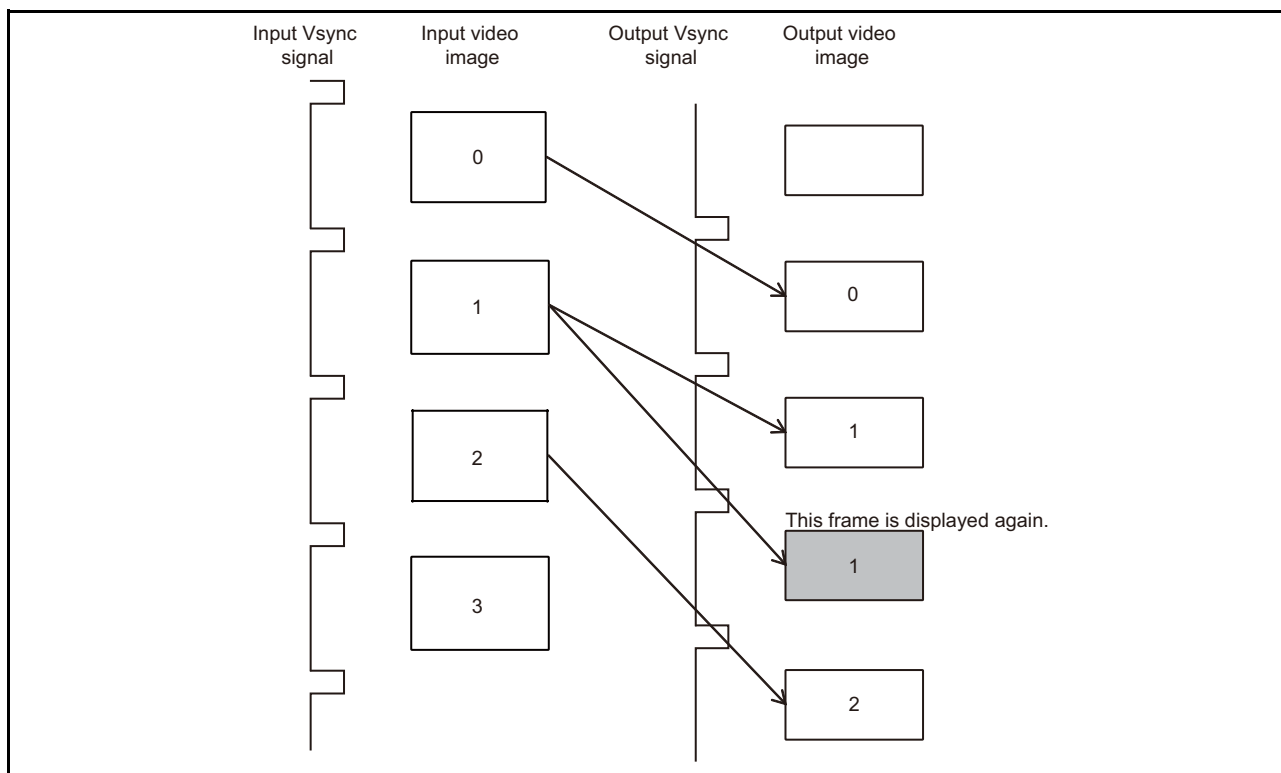 Input Vsync
signal
Input video
image
Output Vsync
signal
Output video
image
0
0
1
1
2
This frame is displayed again.
1
3
2